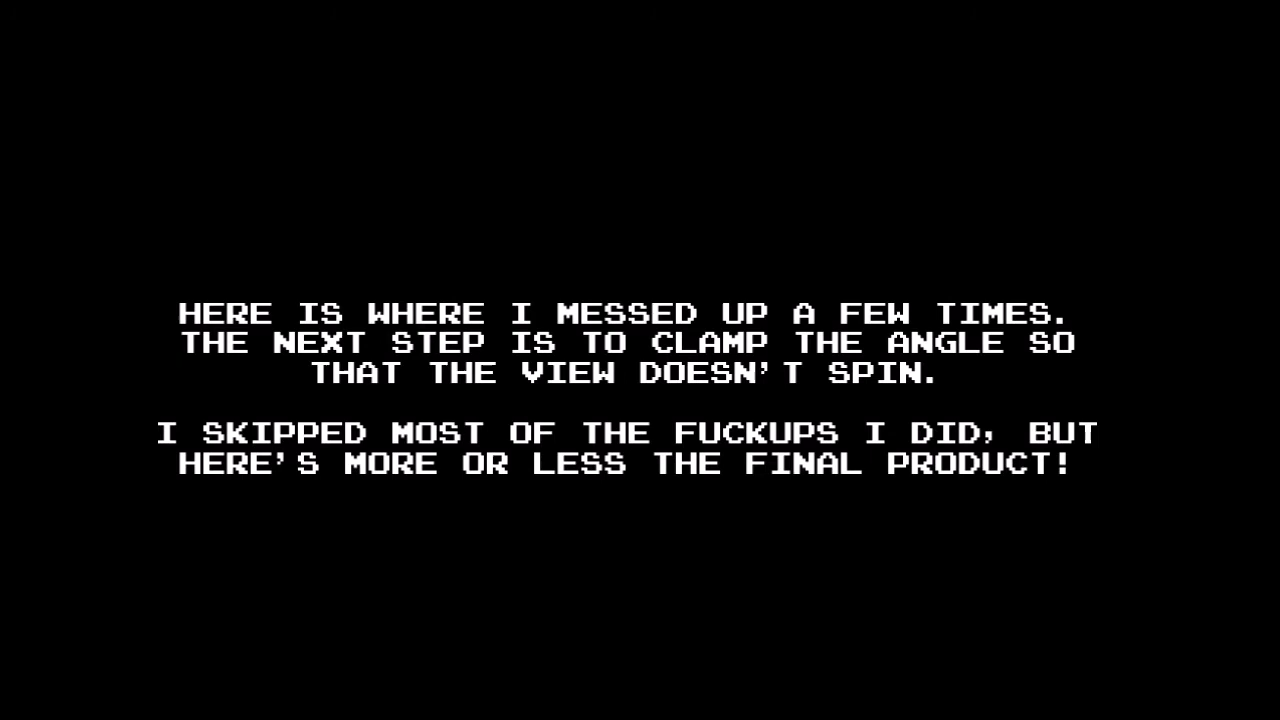 HERE IS WHERE I MESSED UP A FEW TIMES.
THE NEXT STEP IS TO CLAMP THE ANGLE SO
THAT THE VIEW DOESN'T SPIN.
I SKIPPED MOST OF THE FUCKUPS I DID, BUT
HERE'S MORE OR LESS THE FINAL PRODUCT!